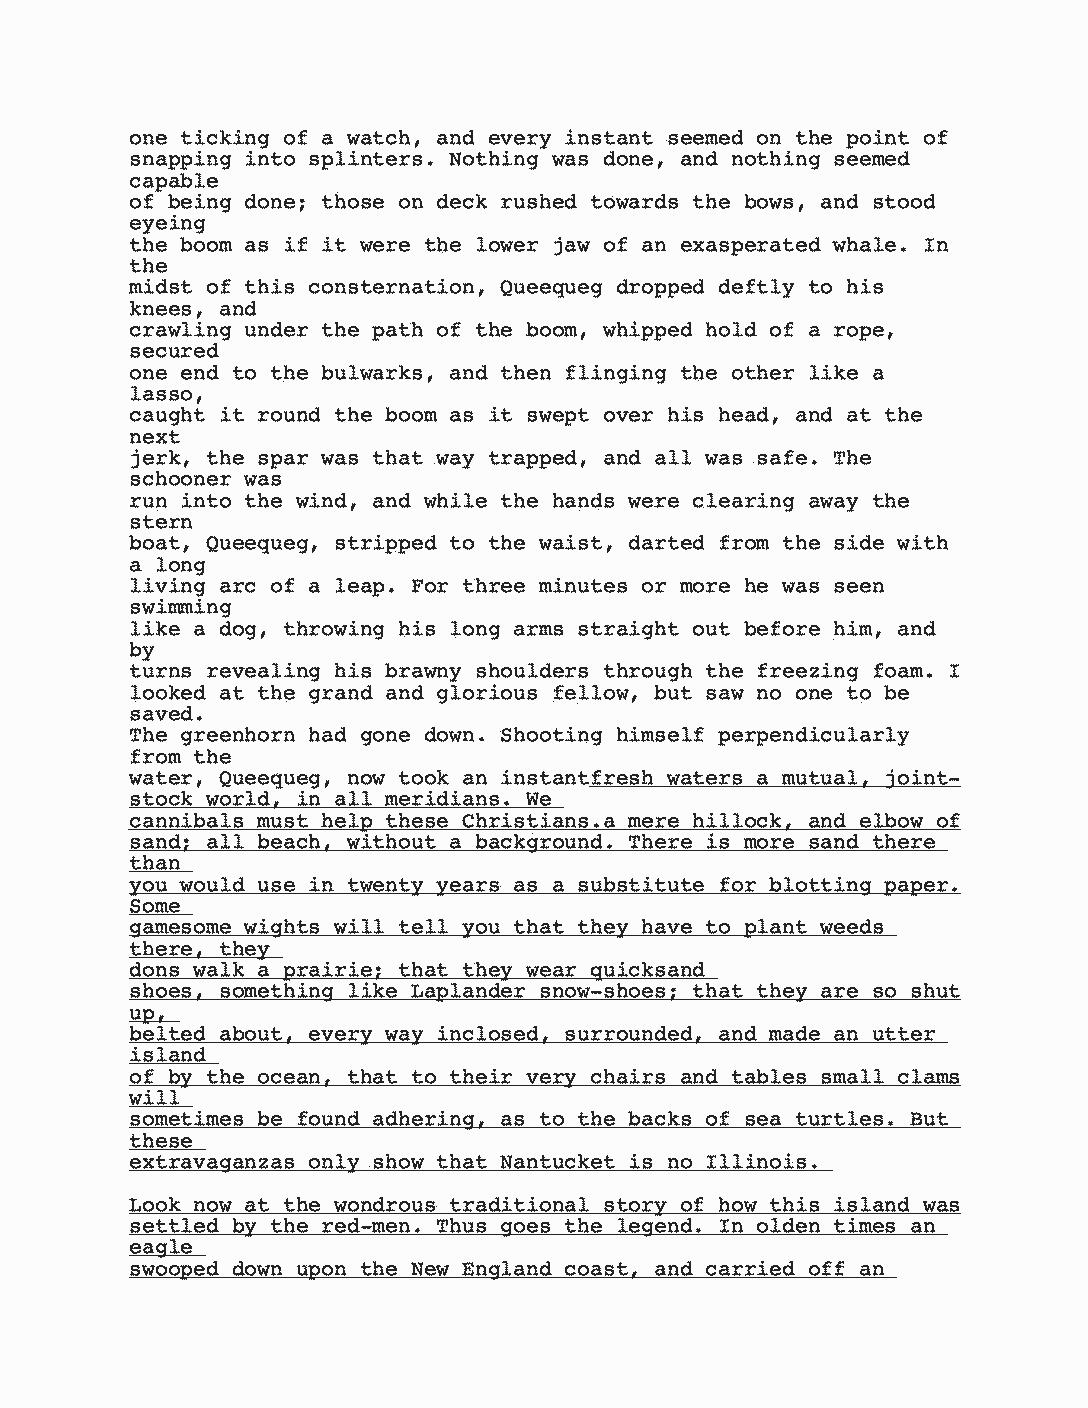 one ticking of a watch, and every instant seemed on the point of
snapping into splinters. Nothing was done, and nothing seemed
capable
of being done; those on deck rushed towards the bows, and stood
eyeing
the boom as if it were the lower jaw of an exasperated whale. In
the
midst of this consternation, Queequeg dropped deftly to his
knees, and
crawling under the path of the boom, whipped hold of a rope,
secured
one end to the bulwarks, and then flinging the other like a
lasso,
caught it round the boom as it swept over his head, and at the
next
jerk, the spar was that way trapped, and all was safe. The
schooner was
run into the wind, and while the hands were clearing away the
stern
boat, Queequeg, stripped to the waist, darted from the side with
a long
living arc of a leap. For three minutes or more he was seen
swimming
like a dog, throwing his long arms straight out before him, and
by
turns revealing his brawny shoulders through the freezing foam. I
looked at the grand and glorious fellow, but saw no one to be
saved.
The greenhorn had gone down. Shooting himself perpendicularly
from the
water, Queequeg, now took an instantfresh waters a mutual, joint-
stock world, in all meridians. We
cannibals must help these Christians.a mere hillock, and elbow of
sand; all beach, without a background. There is more sand there
than
you would use in twenty years as a substitute for blotting paper.
Some
gamesome wights will tell you that they have to plant weeds
there, they
dons walk a prairie; that they wear quicksand
shoes, something like Laplander snow-shoes; that they are so shut
up,
belted about, every way inclosed, surrounded, and made an utter
island
of by the ocean, that to their very chairs and tables small clams
will
sometimes be found adhering, as to the backs of sea turtles. But
these
extravaganzas only show that Nantucket is no Illinois.
Look now at the wondrous traditional story of how this island was
settled by the red-men. Thus goes the legend. In olden times an
eagle
swooped down upon the New England coast, and carried off an